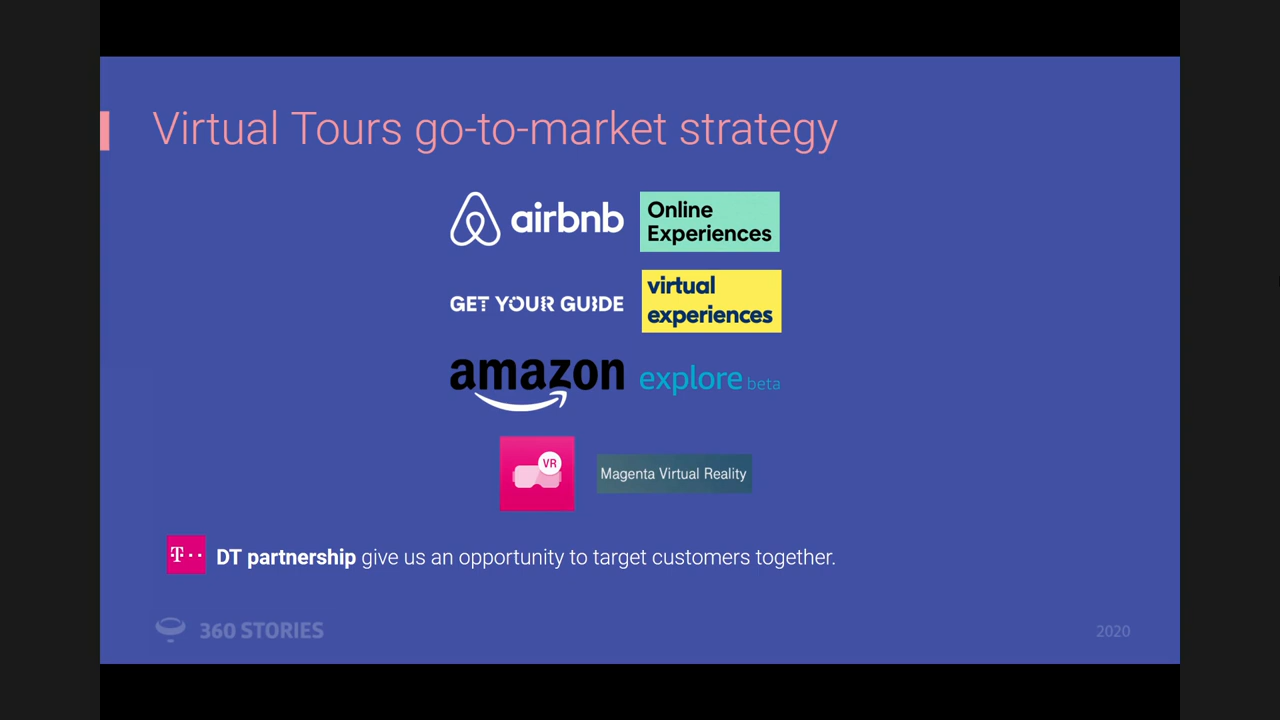 Virtual Tours go-to-market strategy
airbnb
Online
Experiences
GET YOUR GUIDE
virtual
experiences
amazon
explore beta
VR
Magenta Virtual Reality
T DT partnership give us an opportunity to target customers together.
360 STORIES
2020